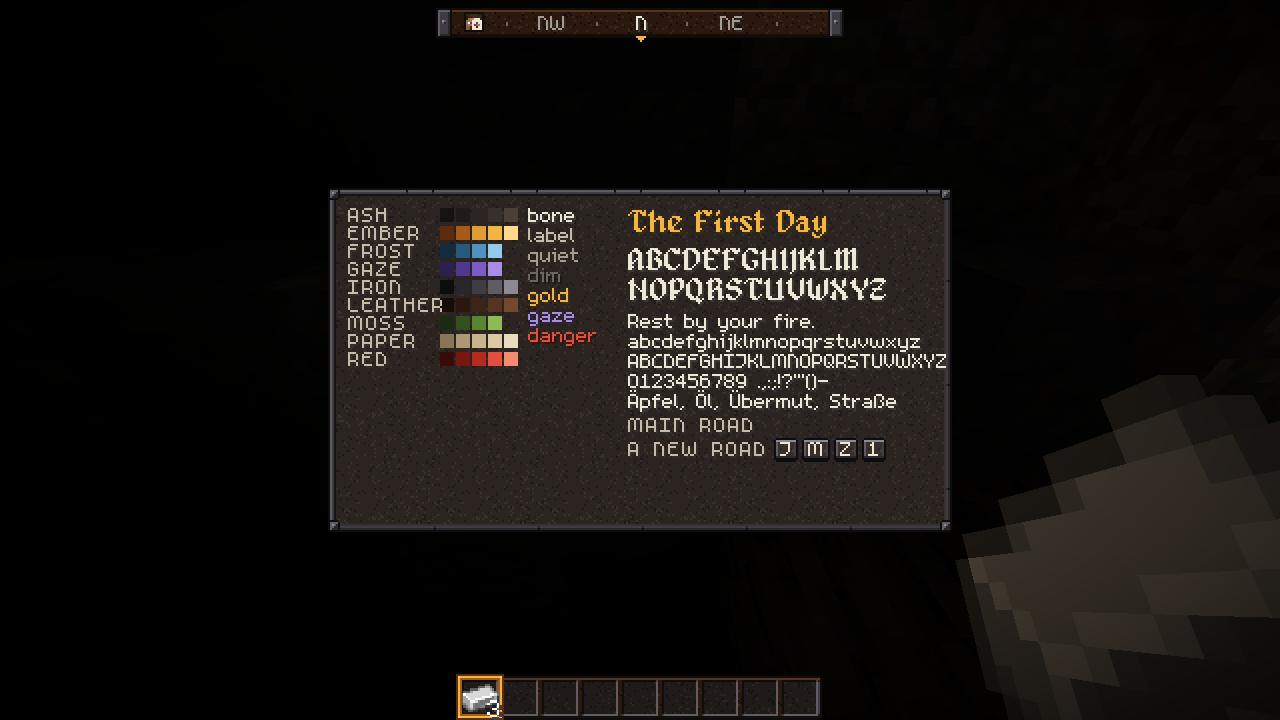 NW · N · NE
ASH
EMBER
FROST
GAZE
IRON
LEATHER
MOSS
PAPER
RED
bone
label
quiet
dim
gold
gaze
danger
The First Day
ABCDEFGHIJKLM
NOPQRSTUVWXYZ
Rest by your fire.
abcdefghijklmnopqrstuvwxyz
ABCDEFGHIJKLMNOPQRSTUVWXYZ
0123456789 .,:;!?'"()-
Äpfel, Öl, Übermut, Straße
MAIN ROAD
A NEW ROAD J M Z 1
3